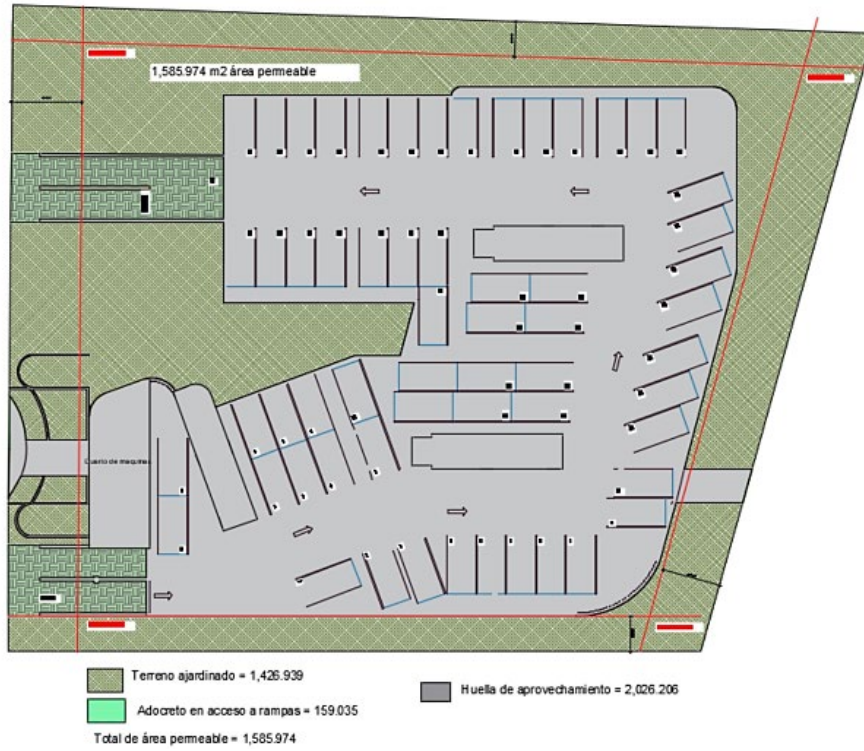 1,585.974 m2 área permeable
Cuarto de maquinas
Terreno ajardinado = 1,426.939
Huella de aprovechamiento = 2,026.206
Adocreto en acceso a rampas = 159.035
Total de área permeable = 1,585.974